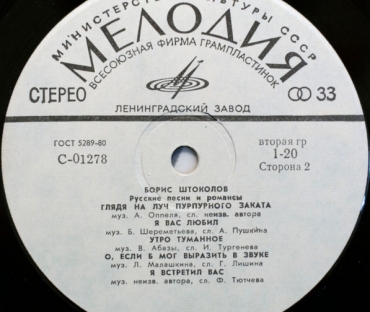 МИНИСТЕРСТВО КУЛЬТУРЫ СССР
МЕЛОДИЯ
ВСЕСОЮЗНАЯ ФИРМА ГРАМПЛАСТИНОК
СТЕРЕО
33
ЛЕНИНГРАДСКИЙ ЗАВОД
ГОСТ 5289-80
С-01278
вторая гр
1-20
Сторона 2
БОРИС ШТОКОЛОВ
Русские песни и романсы
ГЛЯДЯ НА ЛУЧ ПУРПУРНОГО ЗАКАТА
муз. А. Оппеля, сл. неизв. автора
Я ВАС ЛЮБИЛ
муз. Б. Шереметьева, сл. А. Пушкина
УТРО ТУМАННОЕ
муз. В. Абазы, сл. И. Тургенева
О, ЕСЛИ Б МОГ ВЫРАЗИТЬ В ЗВУКЕ
муз. Л. Малашкина, сл. Г. Лишина
Я ВСТРЕТИЛ ВАС
муз. неизв. автора, сл. Ф. Тютчева